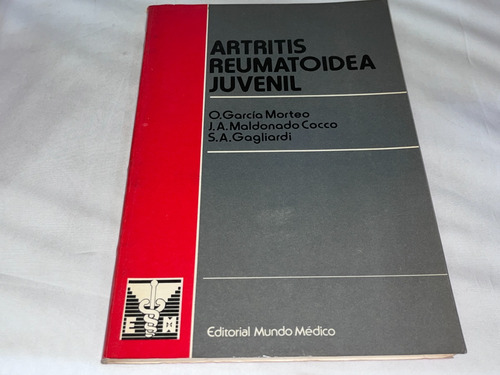 ARTRITIS
REUMATOIDEA
JUVENIL
O.García Morteo
J.A.Maldonado Cocco
S.A.Gagliardi
E M
Editorial Mundo Médico